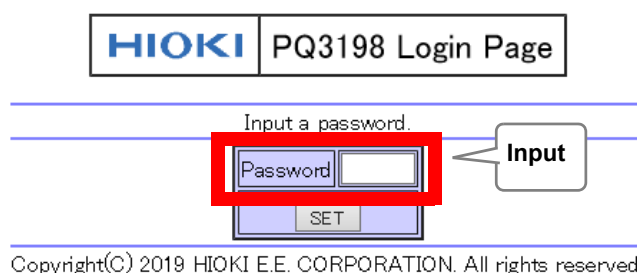 HIOKI PQ3198 Login Page
Input a password.
Password
Input
SET
Copyright(C) 2019 HIOKI E.E. CORPORATION. All rights reserved